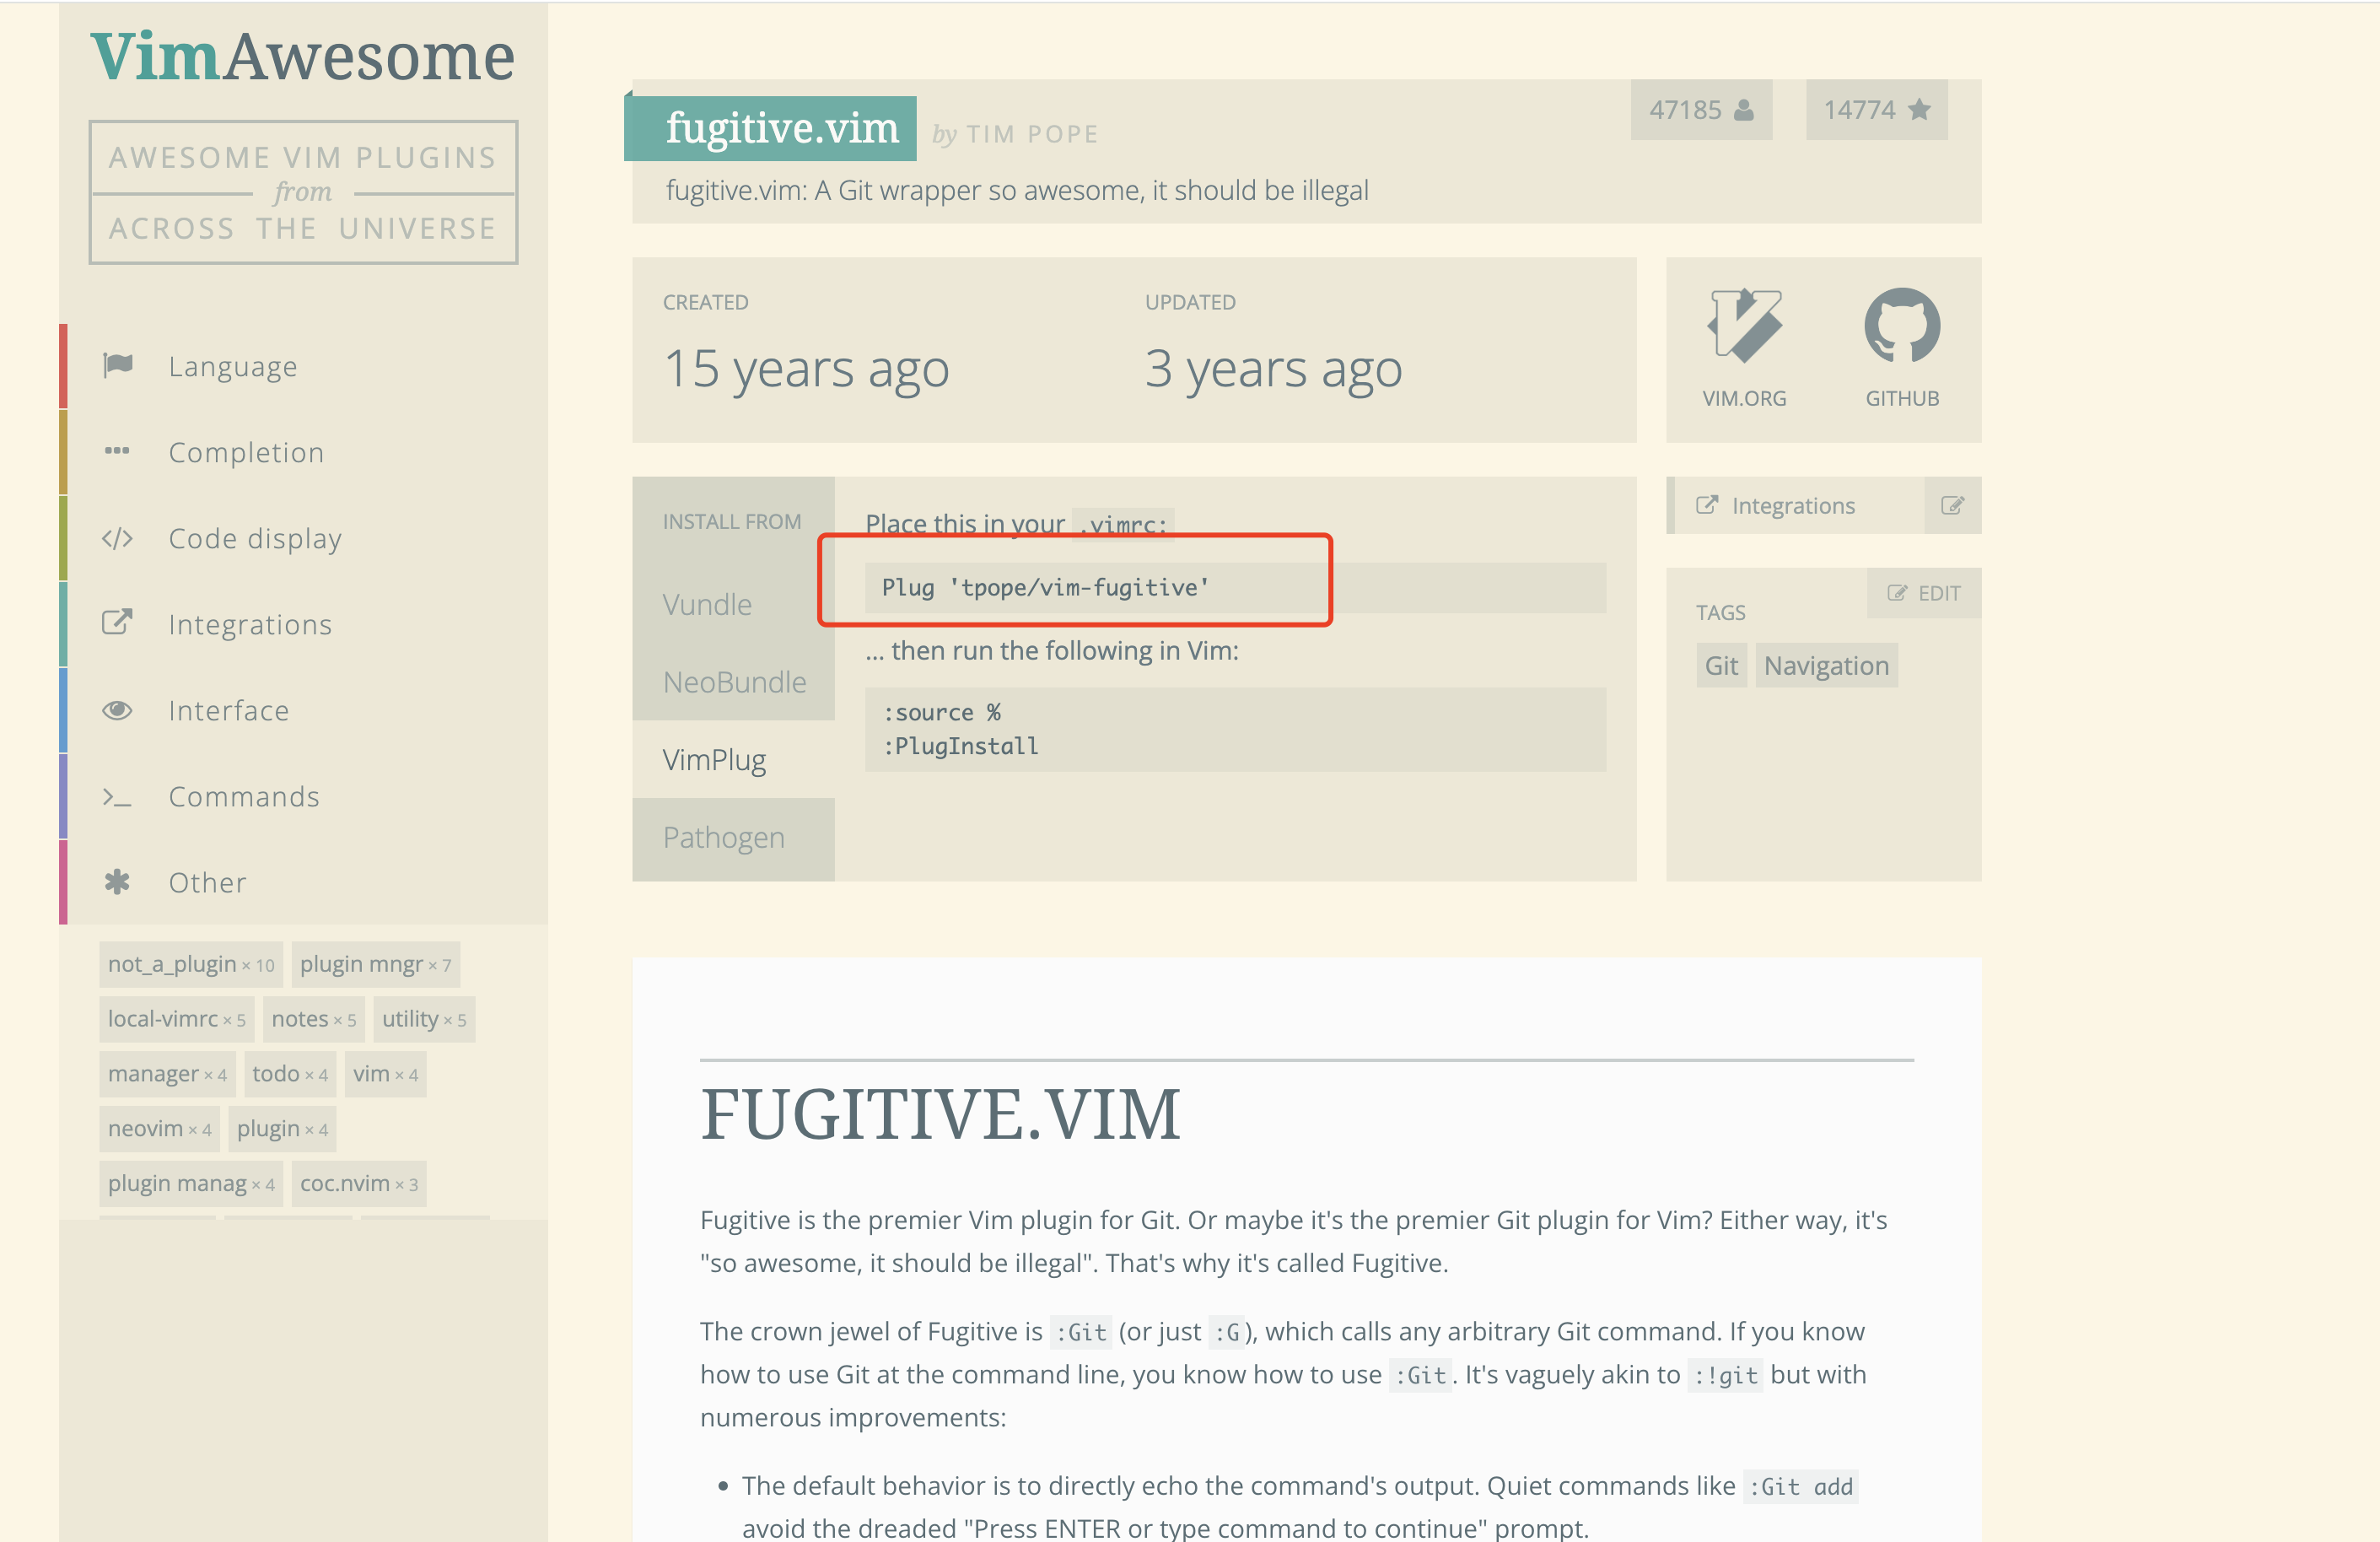 VimAwesome
AWESOME VIM PLUGINS
from
ACROSS THE UNIVERSE
Language
Completion
Code display
Integrations
Interface
Commands
Other
not_a_plugin × 10 plugin mngr × 7
local-vimrc × 5 notes × 5 utility × 5
manager × 4 todo × 4 vim × 4
neovim × 4 plugin × 4
plugin manag × 4 coc.nvim × 3
fugitive.vim by TIM POPE
47185 14774
fugitive.vim: A Git wrapper so awesome, it should be illegal
CREATED UPDATED
15 years ago 3 years ago
VIM.ORG GITHUB
INSTALL FROM
Vundle
NeoBundle
VimPlug
Pathogen
Place this in your .vimrc:
Plug 'tpope/vim-fugitive'
... then run the following in Vim:
:source %
:PlugInstall
Integrations
EDIT
TAGS
Git Navigation
FUGITIVE.VIM
Fugitive is the premier Vim plugin for Git. Or maybe it's the premier Git plugin for Vim? Either way, it's
"so awesome, it should be illegal". That's why it's called Fugitive.
The crown jewel of Fugitive is :Git (or just :G), which calls any arbitrary Git command. If you know
how to use Git at the command line, you know how to use :Git. It's vaguely akin to :!git but with
numerous improvements:
• The default behavior is to directly echo the command's output. Quiet commands like :Git add
avoid the dreaded "Press ENTER or type command to continue" prompt.